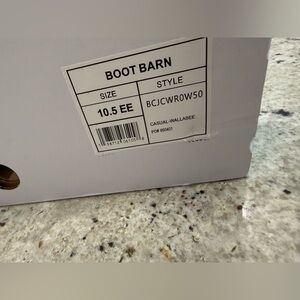 BOOT BARN
SIZE
STYLE
10.5 EE
BCJCWR0W50
CASUAL-WALLABEE